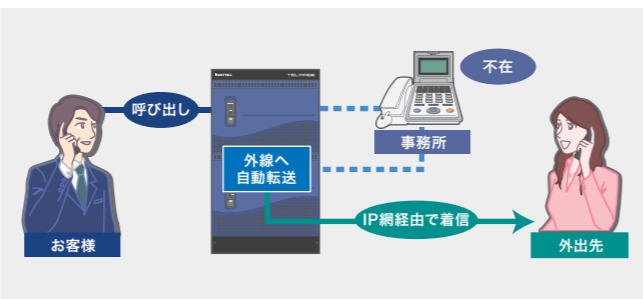 不在
呼び出し
事務所
外線へ
自動転送
IP網経由で着信
お客様
外出先